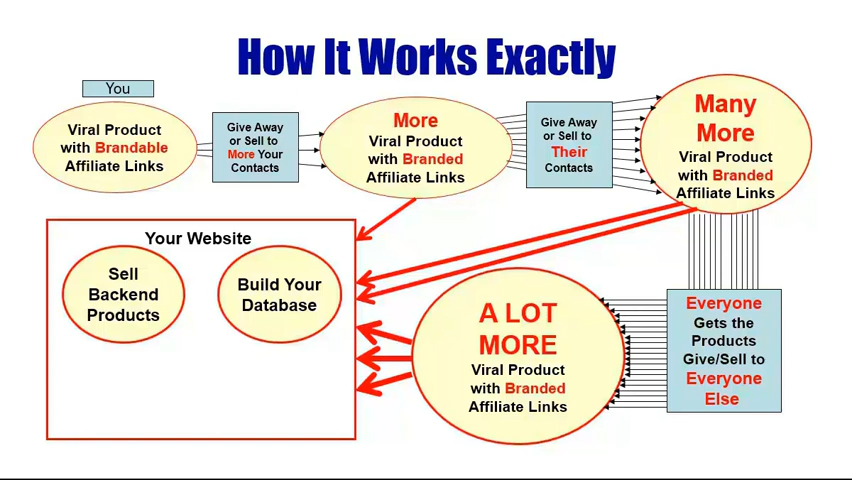 How It Works Exactly
You
Viral Product
with Brandable
Affiliate Links
Give Away
or Sell to
More Your
Contacts
More
Viral Product
with Branded
Affiliate Links
Give Away
or Sell to
Their
Contacts
Many
More
Viral Product
with Branded
Affiliate Links
Your Website
Sell
Backend
Products
Build Your
Database
A LOT
MORE
Viral Product
with Branded
Affiliate Links
Everyone
Gets the
Products
Give/Sell to
Everyone
Else